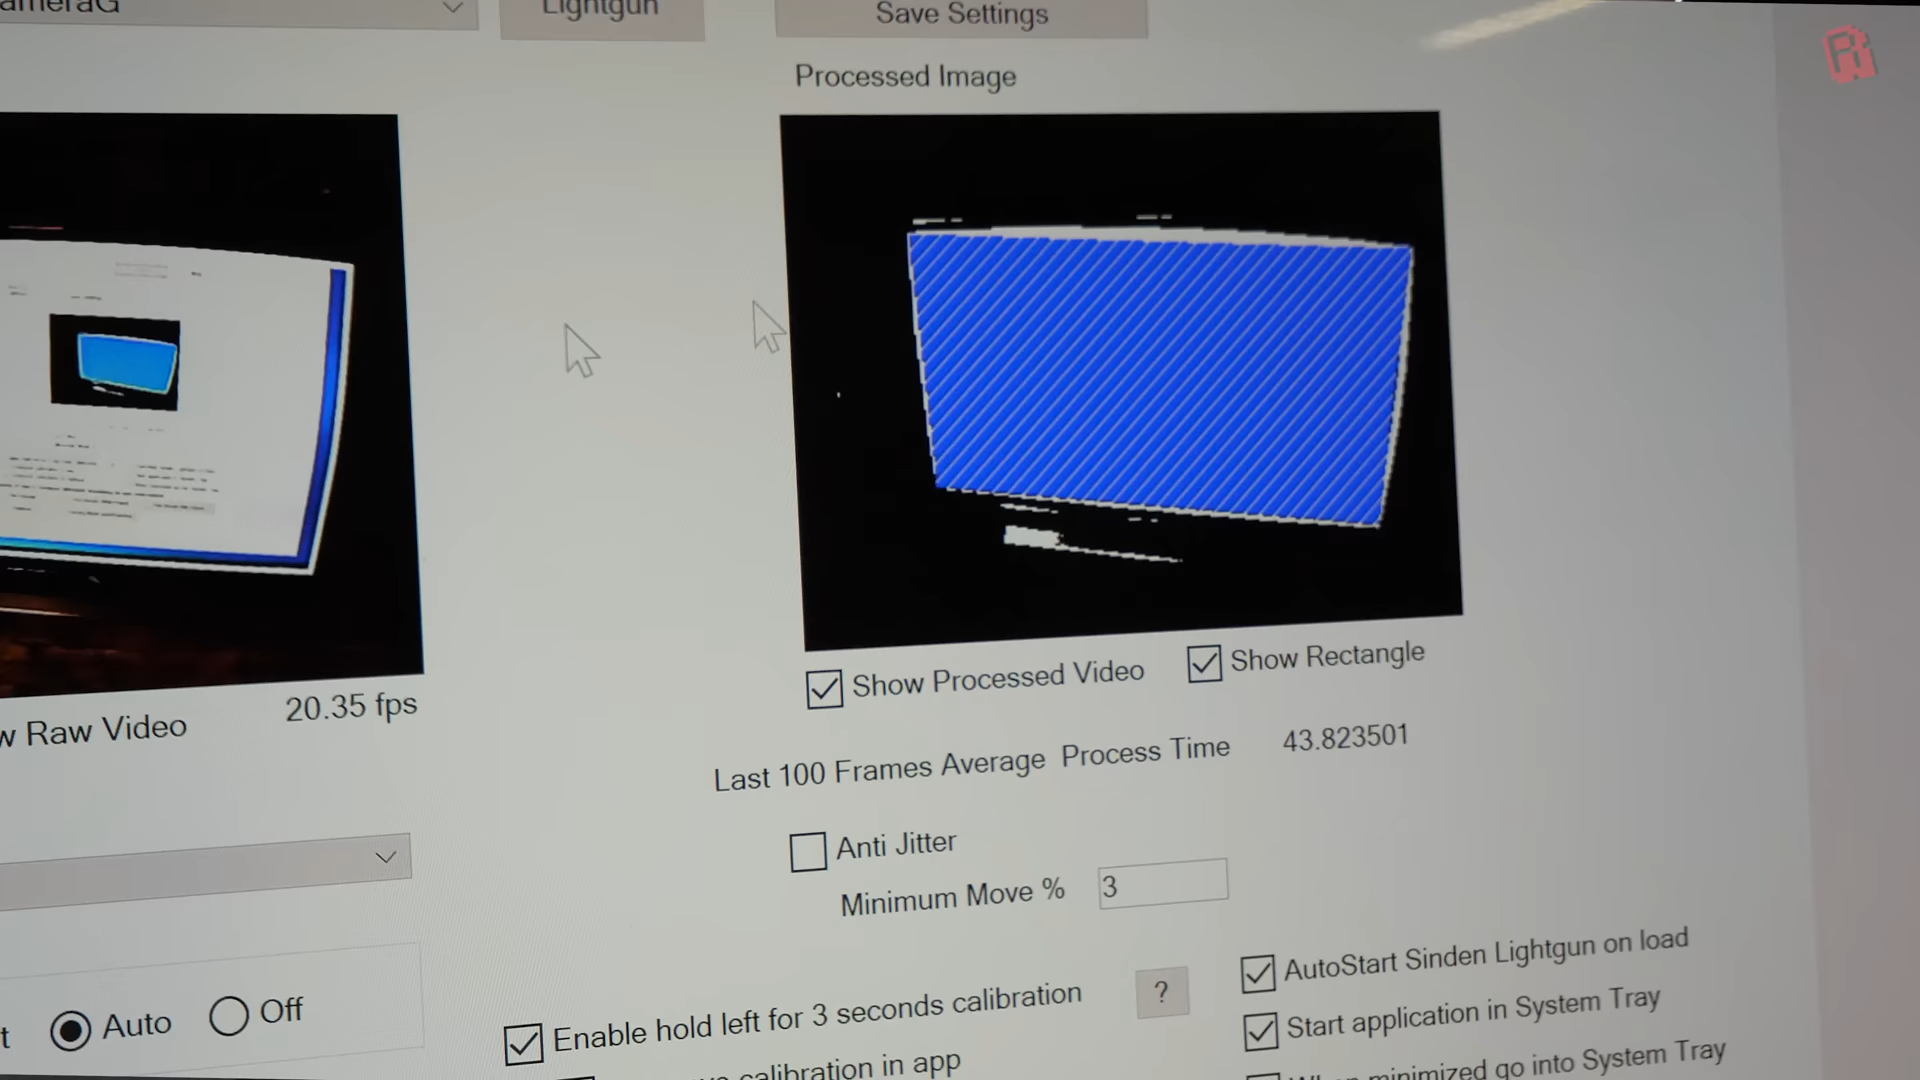 Lightgun
Save Settings
Processed Image
Show Processed Video
Show Rectangle
Raw Video
20.35 fps
Last 100 Frames Average Process Time 43.823501
Anti Jitter
Minimum Move % 3
AutoStart Sinden Lightgun on load
Auto
Off
Enable hold left for 3 seconds calibration
?
Start application in System Tray
calibration in app
When minimized go into System Tray